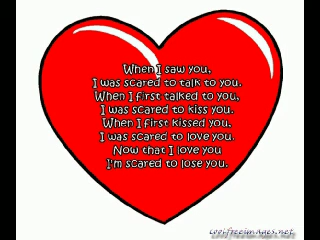 When I saw you,
I was scared to talk to you.
When I first talked to you,
I was scared to kiss you.
When I first kissed you,
I was scared to love you.
Now that I love you
I'm scared to lose you.